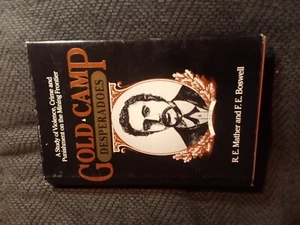 A Study of Violence, Crime and
Punishment on the Mining Frontier
GOLD·CAMP
DESPERADOES
R. E. Mather and F. E. Boswell